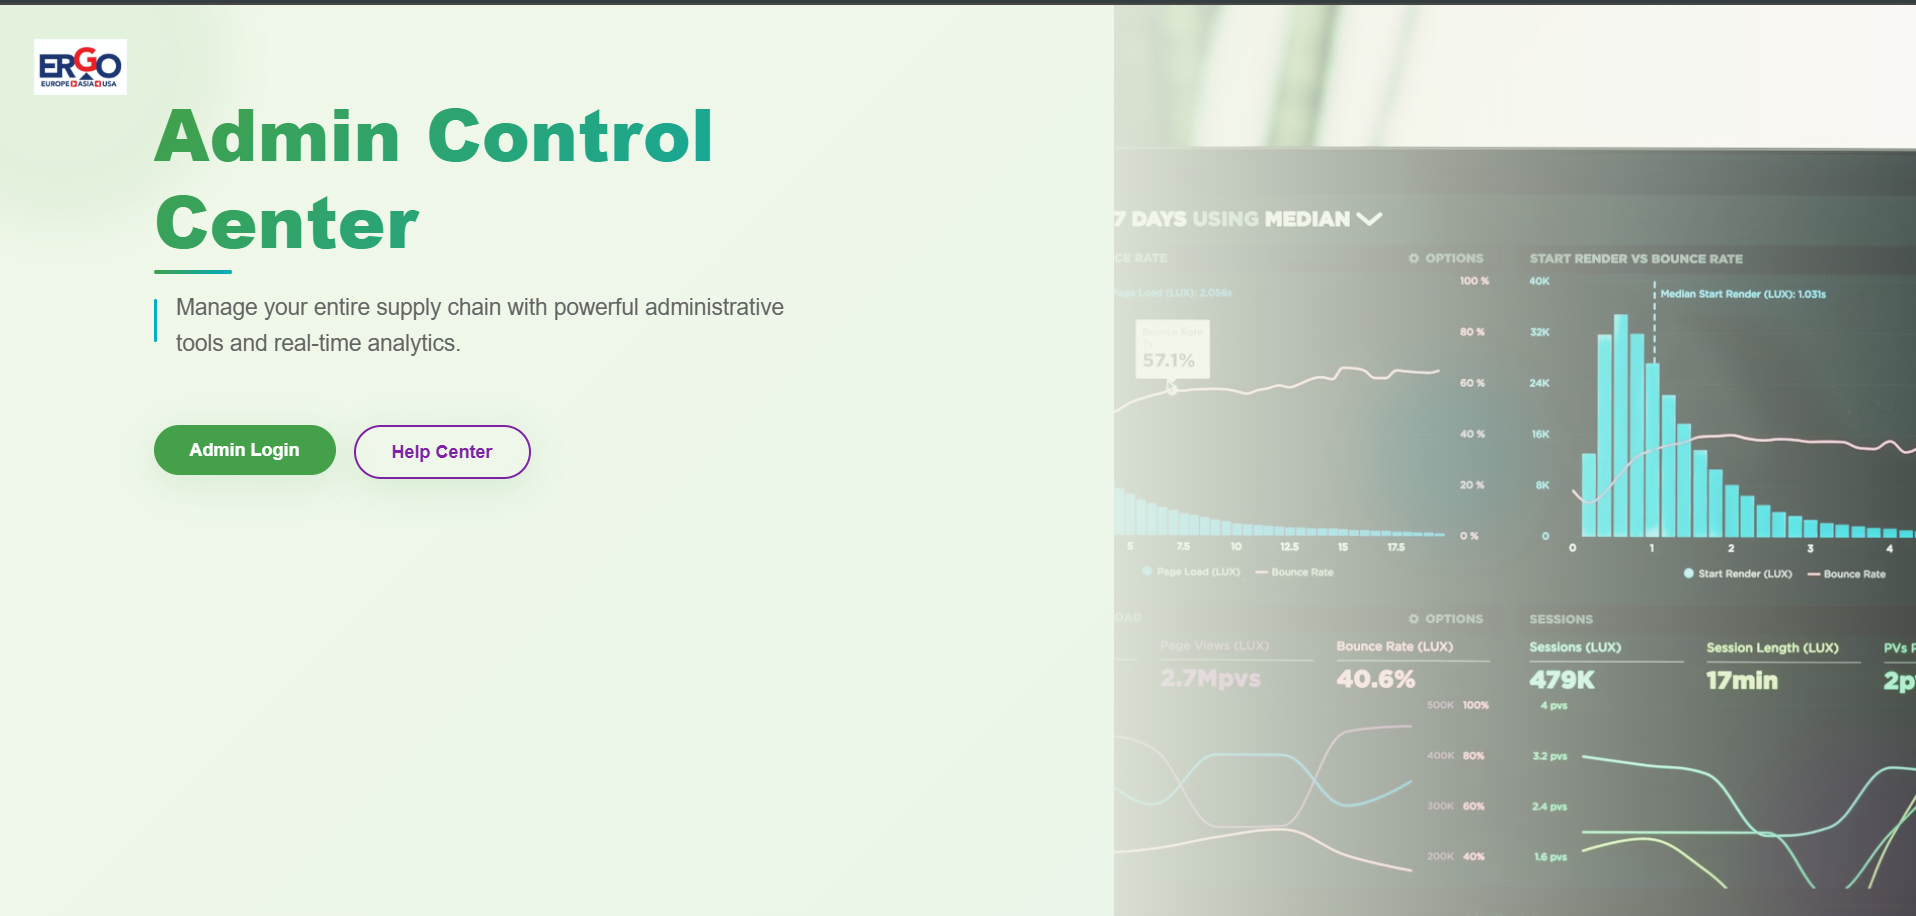 ERGO
EUROPE ASIA USA
Admin Control
Center
Manage your entire supply chain with powerful administrative
tools and real-time analytics.
Admin Login
Help Center
7 DAYS USING MEDIAN
CE RATE
OPTIONS
Page Load (LUX): 2.056s
Bounce Rate
57.1%
100 %
80 %
60 %
40 %
20 %
0 %
5 7.5 10 12.5 15 17.5
Page Load (LUX) Bounce Rate
START RENDER VS BOUNCE RATE
Median Start Render (LUX): 1.031s
40K
32K
24K
16K
8K
0
0 1 2 3 4
Start Render (LUX) Bounce Rate
OAD
OPTIONS
Page Views (LUX)
2.7Mpvs
Bounce Rate (LUX)
40.6%
500K 100%
400K 80%
300K 60%
200K 40%
SESSIONS
Sessions (LUX)
479K
Session Length (LUX)
17min
PVs
2p
4 pvs
3.2 pvs
2.4 pvs
1.6 pvs